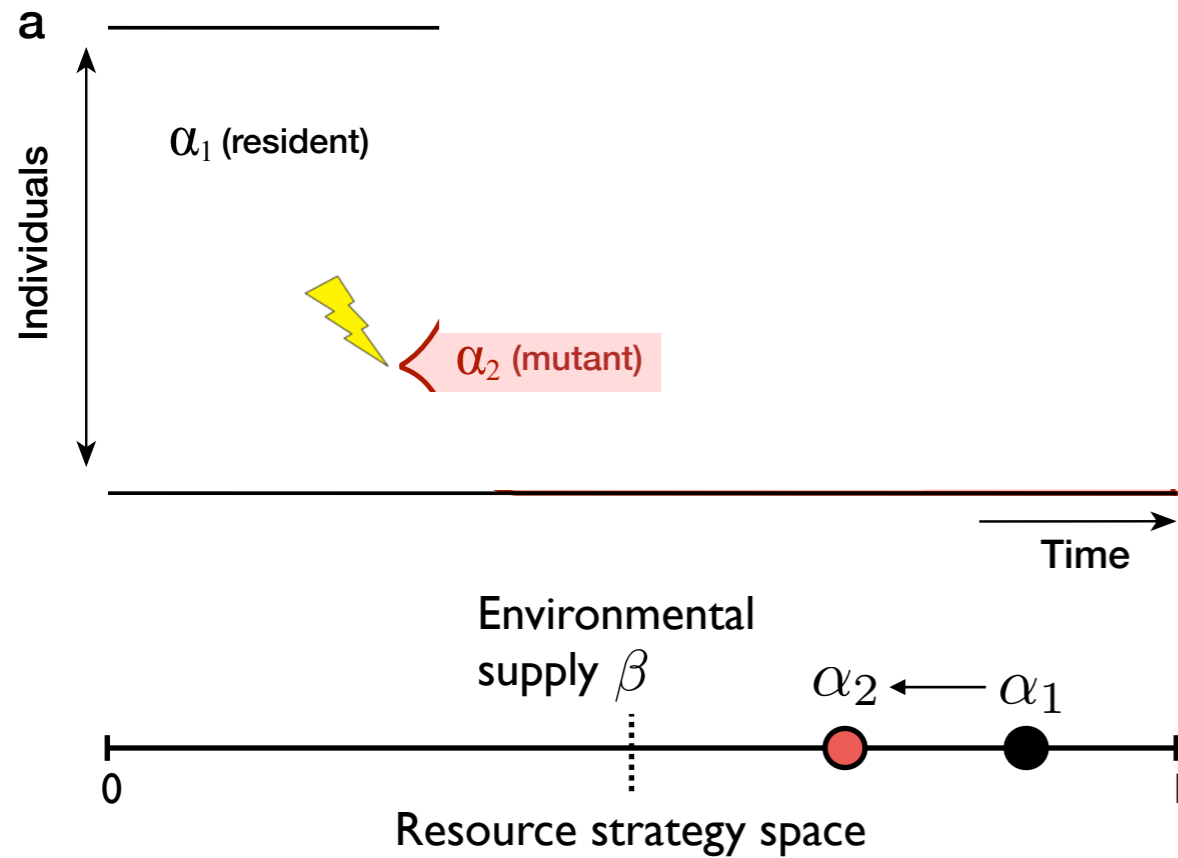 a
Individuals
α₁ (resident)
α₂ (mutant)
Time
Environmental
supply β
α₂ α₁
0
Resource strategy space